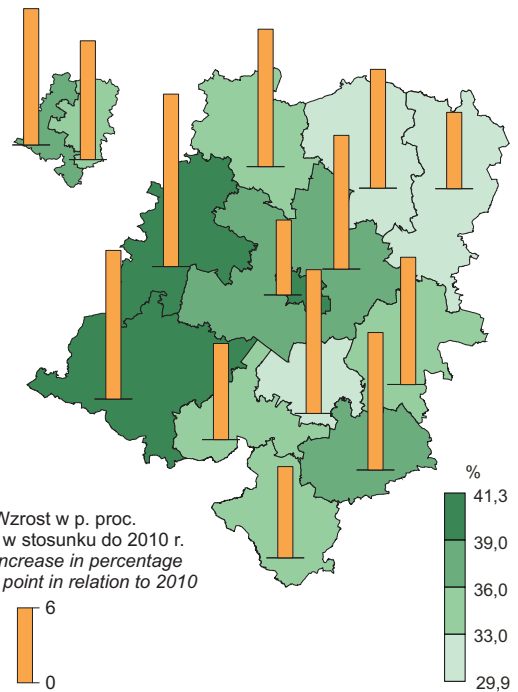 Wzrost w p. proc.
w stosunku do 2010 r.
increase in percentage
point in relation to 2010
6
0
%
41,3
39,0
36,0
33,0
29,9